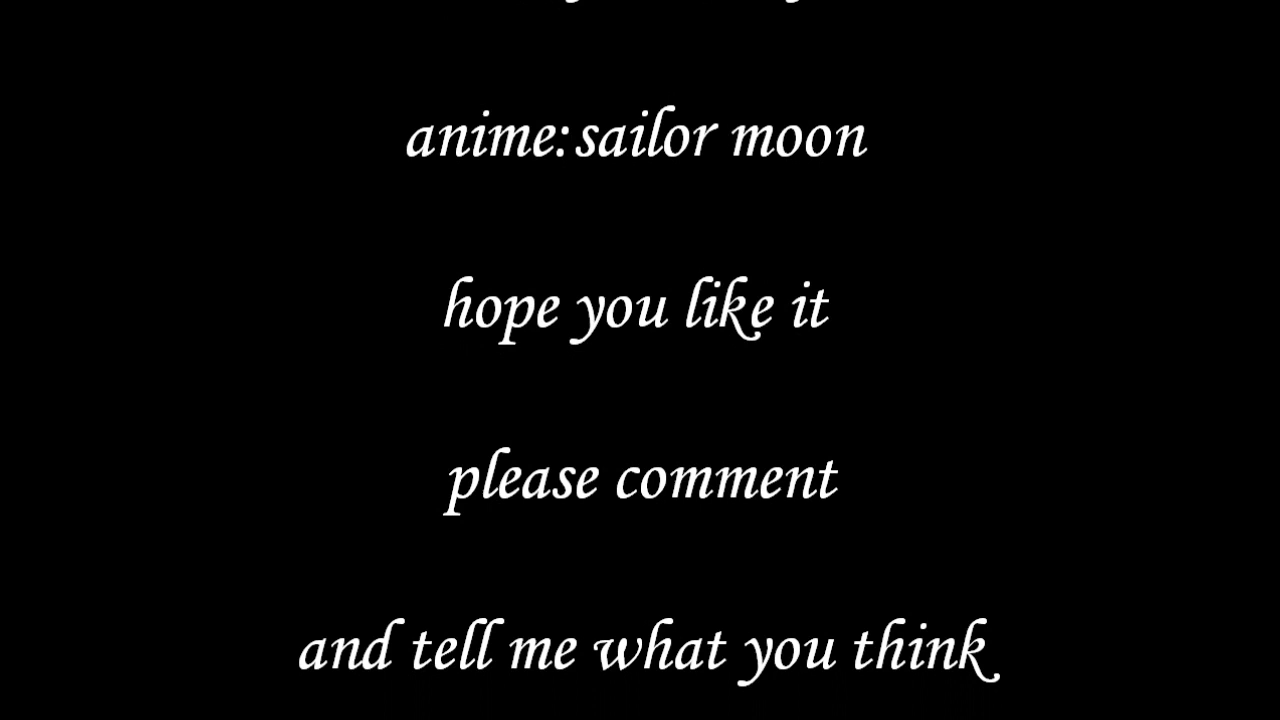 anime:sailor moon
hope you like it
please comment
and tell me what you think